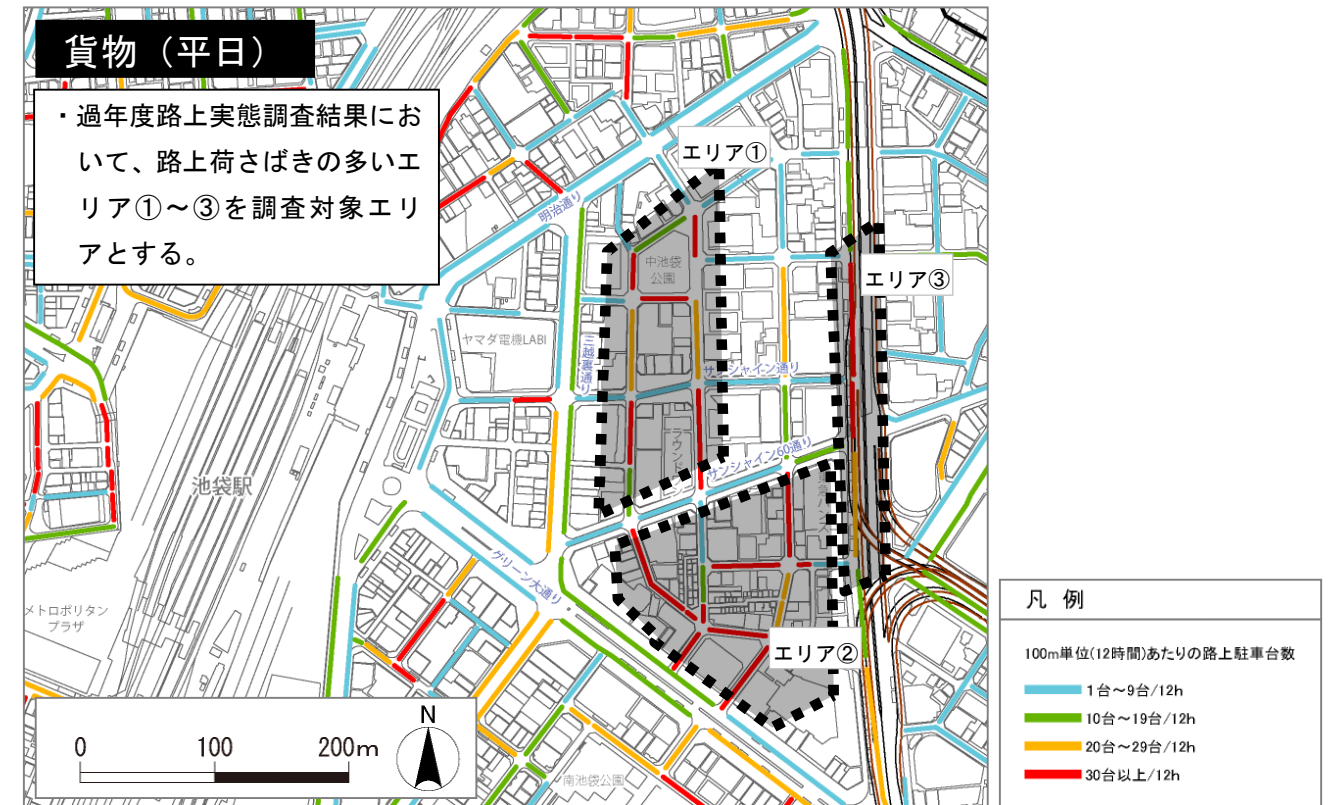 貨物（平日）
・過年度路上実態調査結果にお
いて、路上荷さばきの多いエ
リア①～③を調査対象エリ
アとする。
エリア①
明治通り
中池袋
公園
エリア③
ヤマダ電機LABI
三越裏通り
サンシャイン通り
ラウンド
サンシャイン60通り
池袋駅
グリーン大通り
メトロポリタン
プラザ
エリア②
南池袋公園
0 100 200m
N
凡 例
100m単位(12時間)あたりの路上駐車台数
1台～9台/12h
10台～19台/12h
20台～29台/12h
30台以上/12h